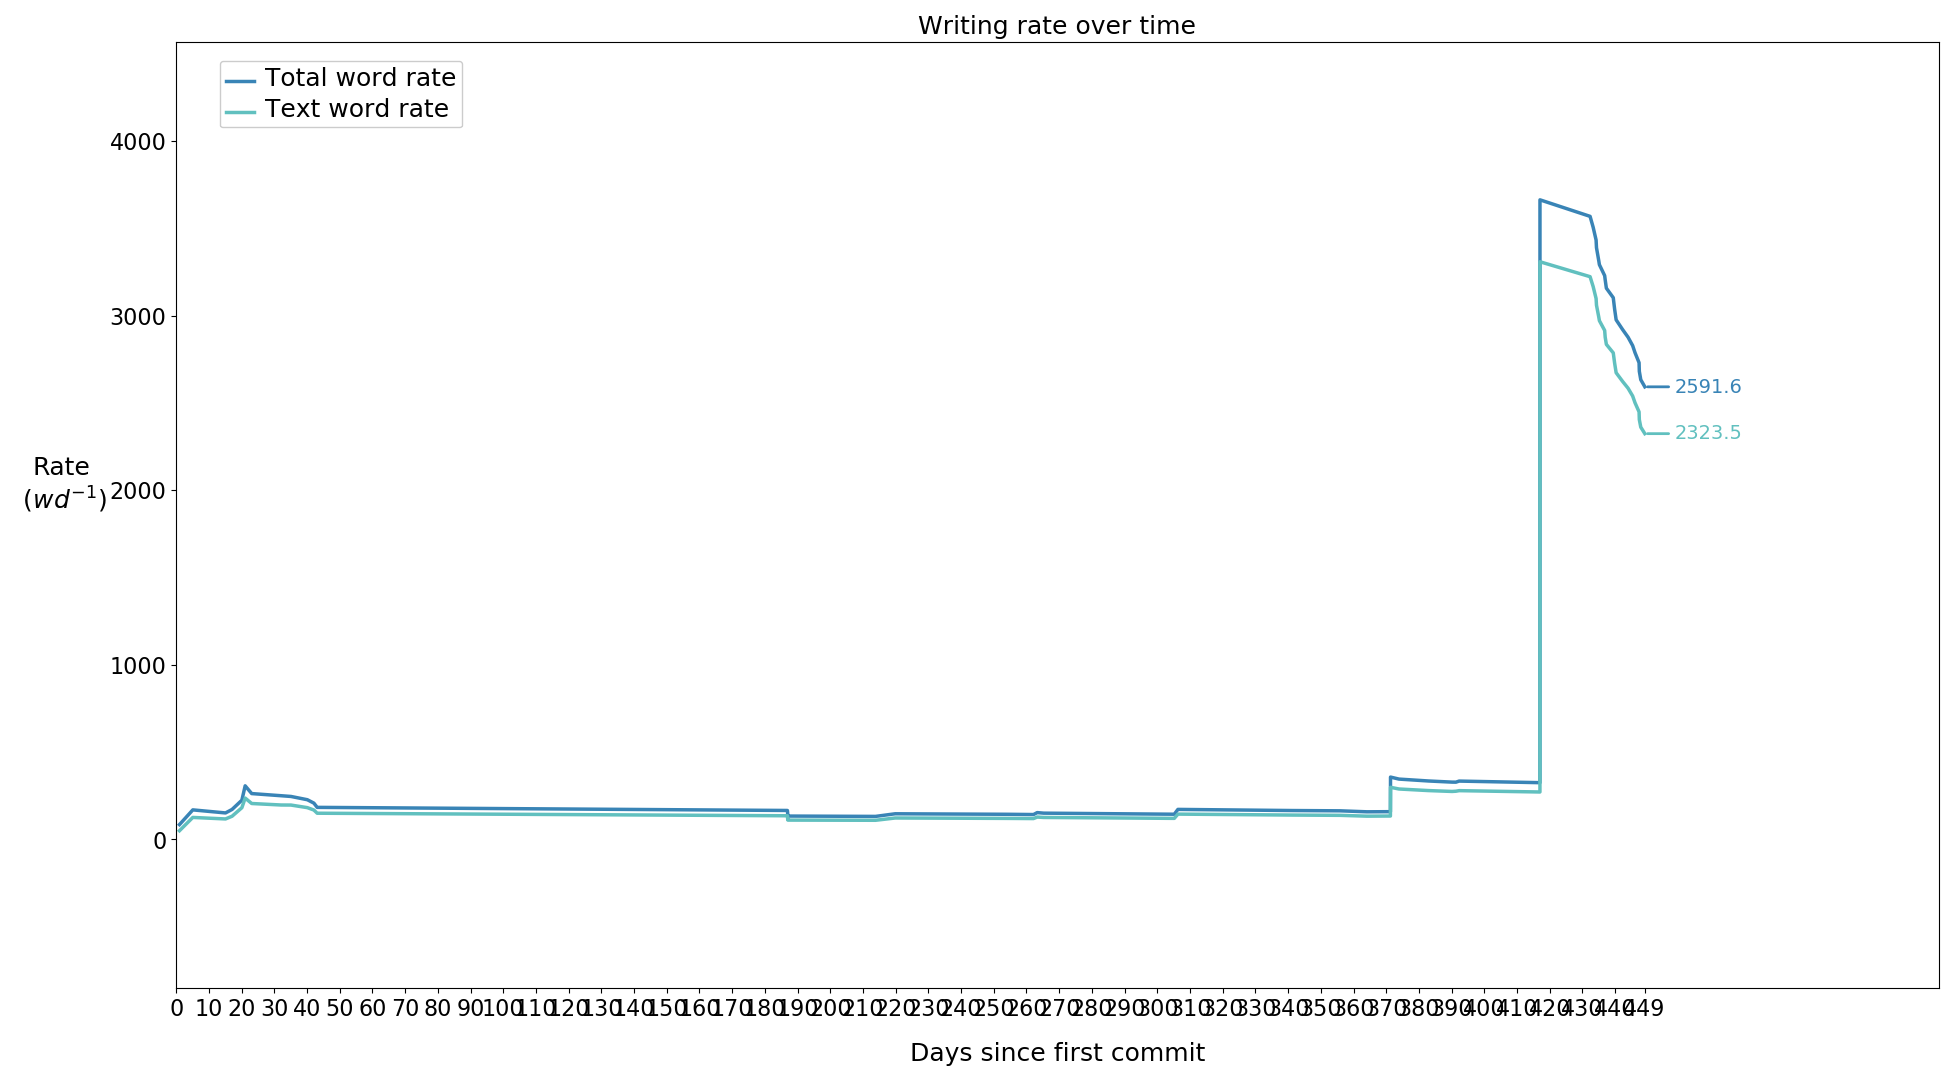 Writing rate over time
Total word rate
Text word rate
4000
3000
2000
1000
0
Rate
(wd⁻¹)
2591.6
2323.5
0 10 20 30 40 50 60 70 80 90 100 110 120 130 140 150 160 170 180 190 200 210 220 230 240 250 260 270 280 290 300 310 320 330 340 350 360 370 380 390 400 410 420 430 440 449
Days since first commit